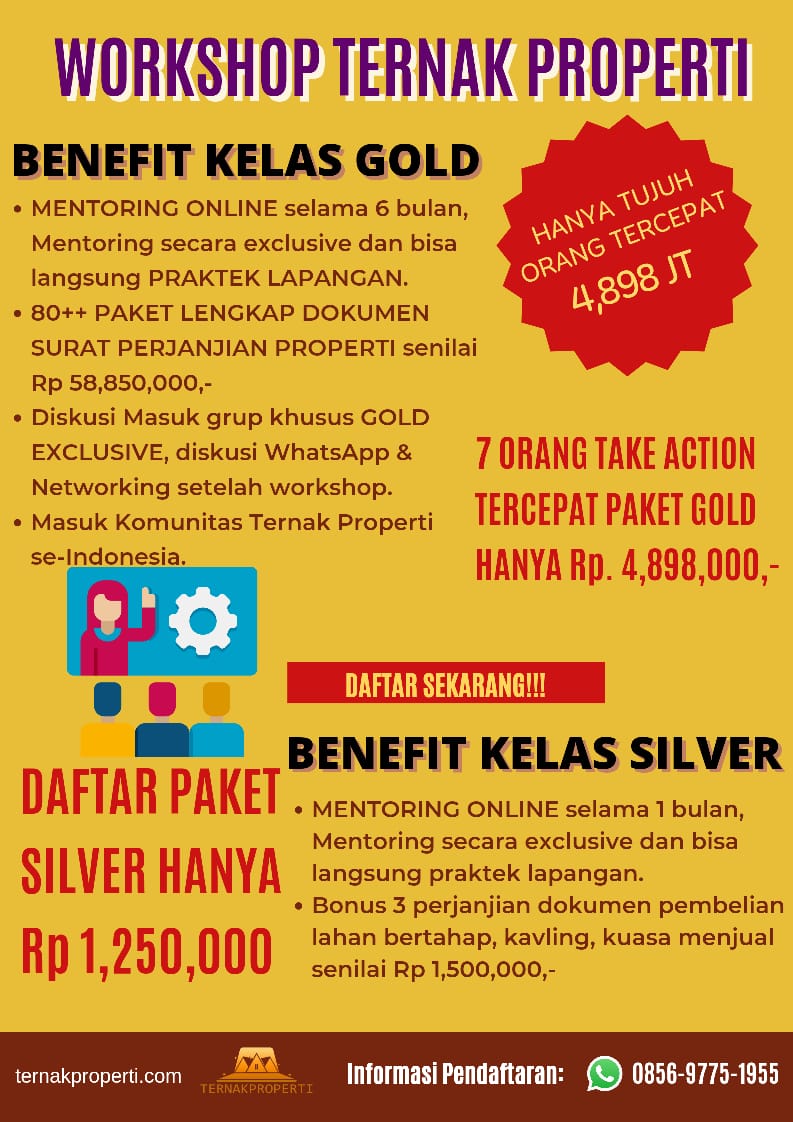 WORKSHOP TERNAK PROPERTI
BENEFIT KELAS GOLD
• MENTORING ONLINE selama 6 bulan,
Mentoring secara exclusive dan bisa
langsung PRAKTEK LAPANGAN.
• 80++ PAKET LENGKAP DOKUMEN
SURAT PERJANJIAN PROPERTI senilai
Rp 58,850,000,-
• Diskusi Masuk grup khusus GOLD
EXCLUSIVE, diskusi WhatsApp &
Networking setelah workshop.
• Masuk Komunitas Ternak Properti
se-Indonesia.
HANYA TUJUH
ORANG TERCEPAT
4,898 JT
7 ORANG TAKE ACTION
TERCEPAT PAKET GOLD
HANYA Rp. 4,898,000,-
DAFTAR SEKARANG!!!
DAFTAR PAKET
SILVER HANYA
Rp 1,250,000
BENEFIT KELAS SILVER
• MENTORING ONLINE selama 1 bulan,
Mentoring secara exclusive dan bisa
langsung praktek lapangan.
• Bonus 3 perjanjian dokumen pembelian
lahan bertahap, kavling, kuasa menjual
senilai Rp 1,500,000,-
ternakproperti.com
TERNAKPROPERTI
Informasi Pendaftaran:
0856-9775-1955